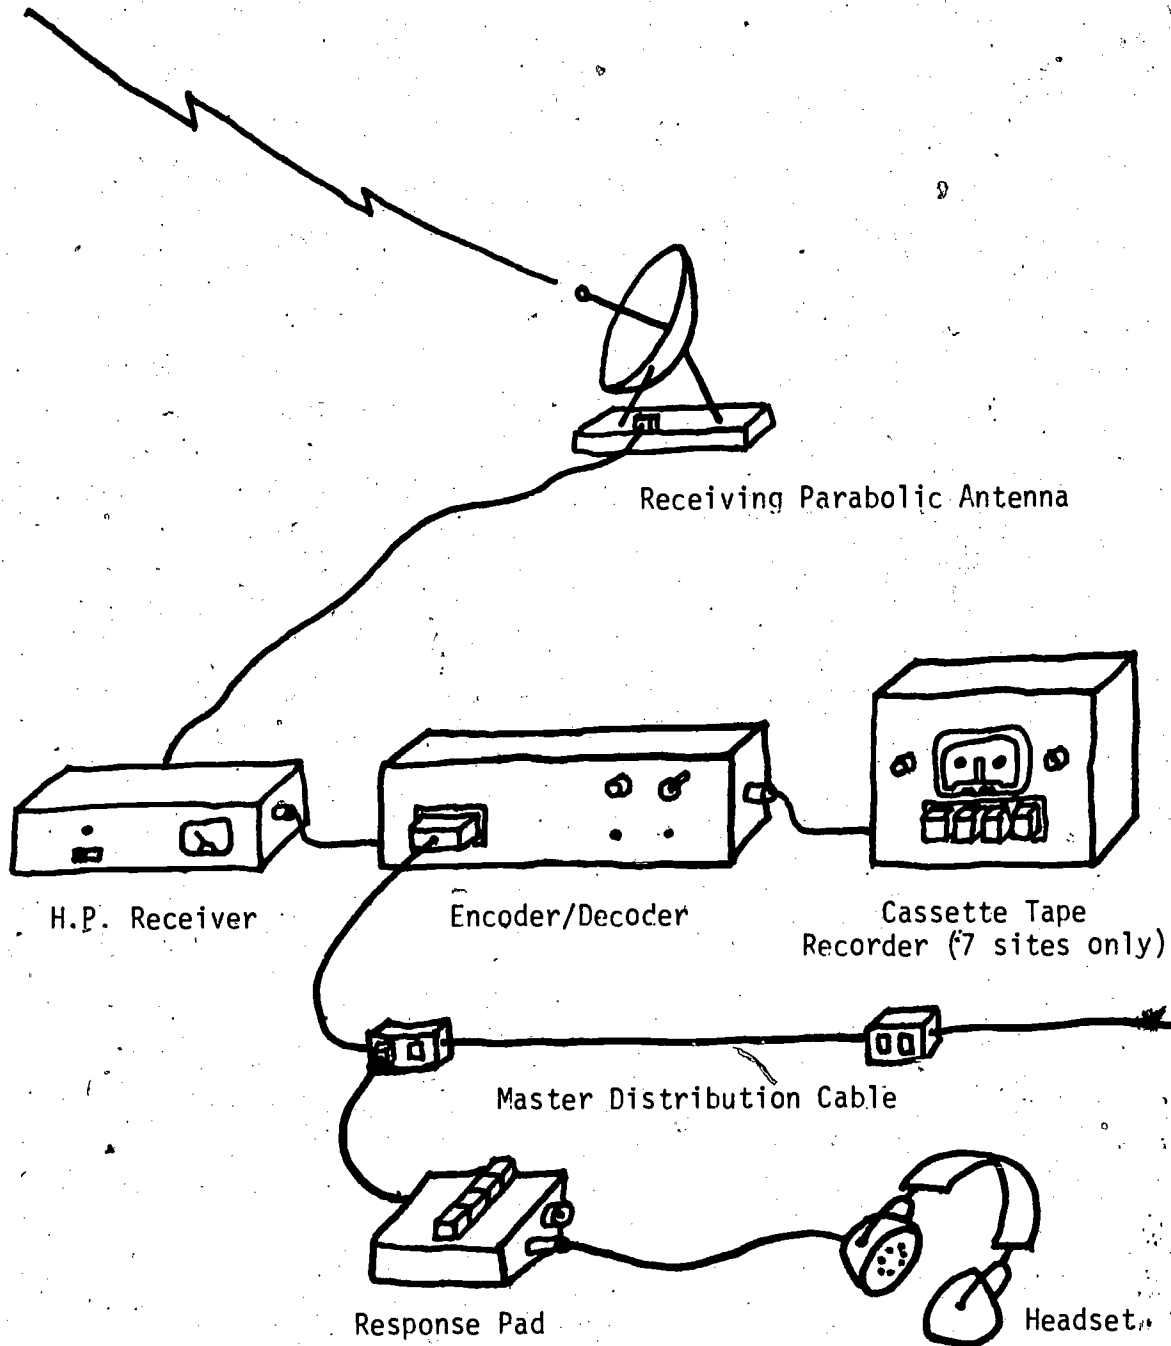 Receiving Parabolic Antenna
H.P. Receiver
Encoder/Decoder
Cassette Tape
Recorder (7 sites only)
Master Distribution Cable
Response Pad
Headset